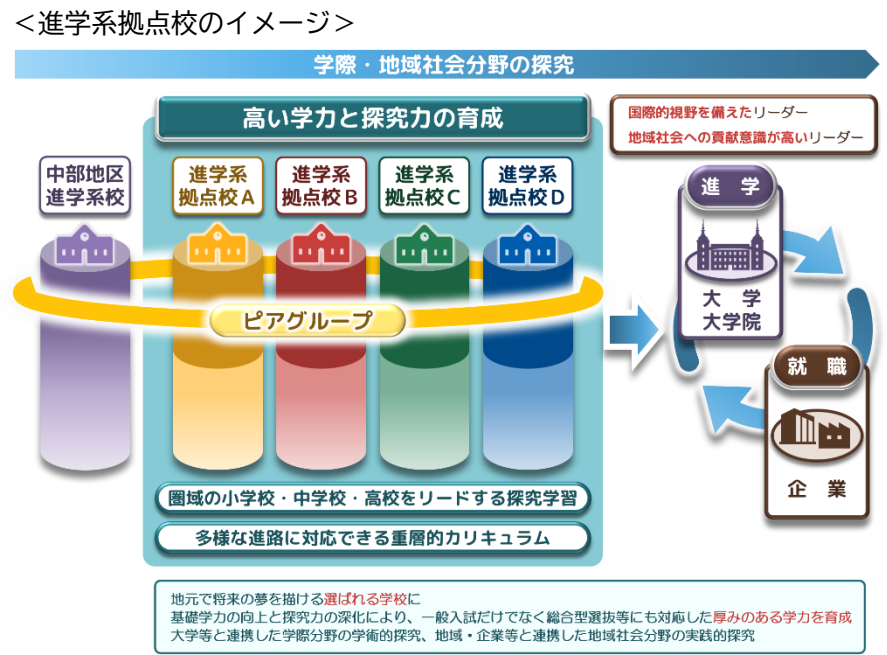 ＜進学系拠点校のイメージ＞
学際・地域社会分野の探究
高い学力と探究力の育成
国際的視野を備えたリーダー
地域社会への貢献意識が高いリーダー
中部地区
進学系校
進学系
拠点校A
進学系
拠点校B
進学系
拠点校C
進学系
拠点校D
ピアグループ
進　学
大　学
大学院
就　職
企　業
圏域の小学校・中学校・高校をリードする探究学習
多様な進路に対応できる重層的カリキュラム
地元で将来の夢を描ける選ばれる学校に
基礎学力の向上と探究力の深化により、一般入試だけでなく総合型選抜等にも対応した厚みのある学力を育成
大学等と連携した学際分野の学術的探究、地域・企業等と連携した地域社会分野の実践的探究